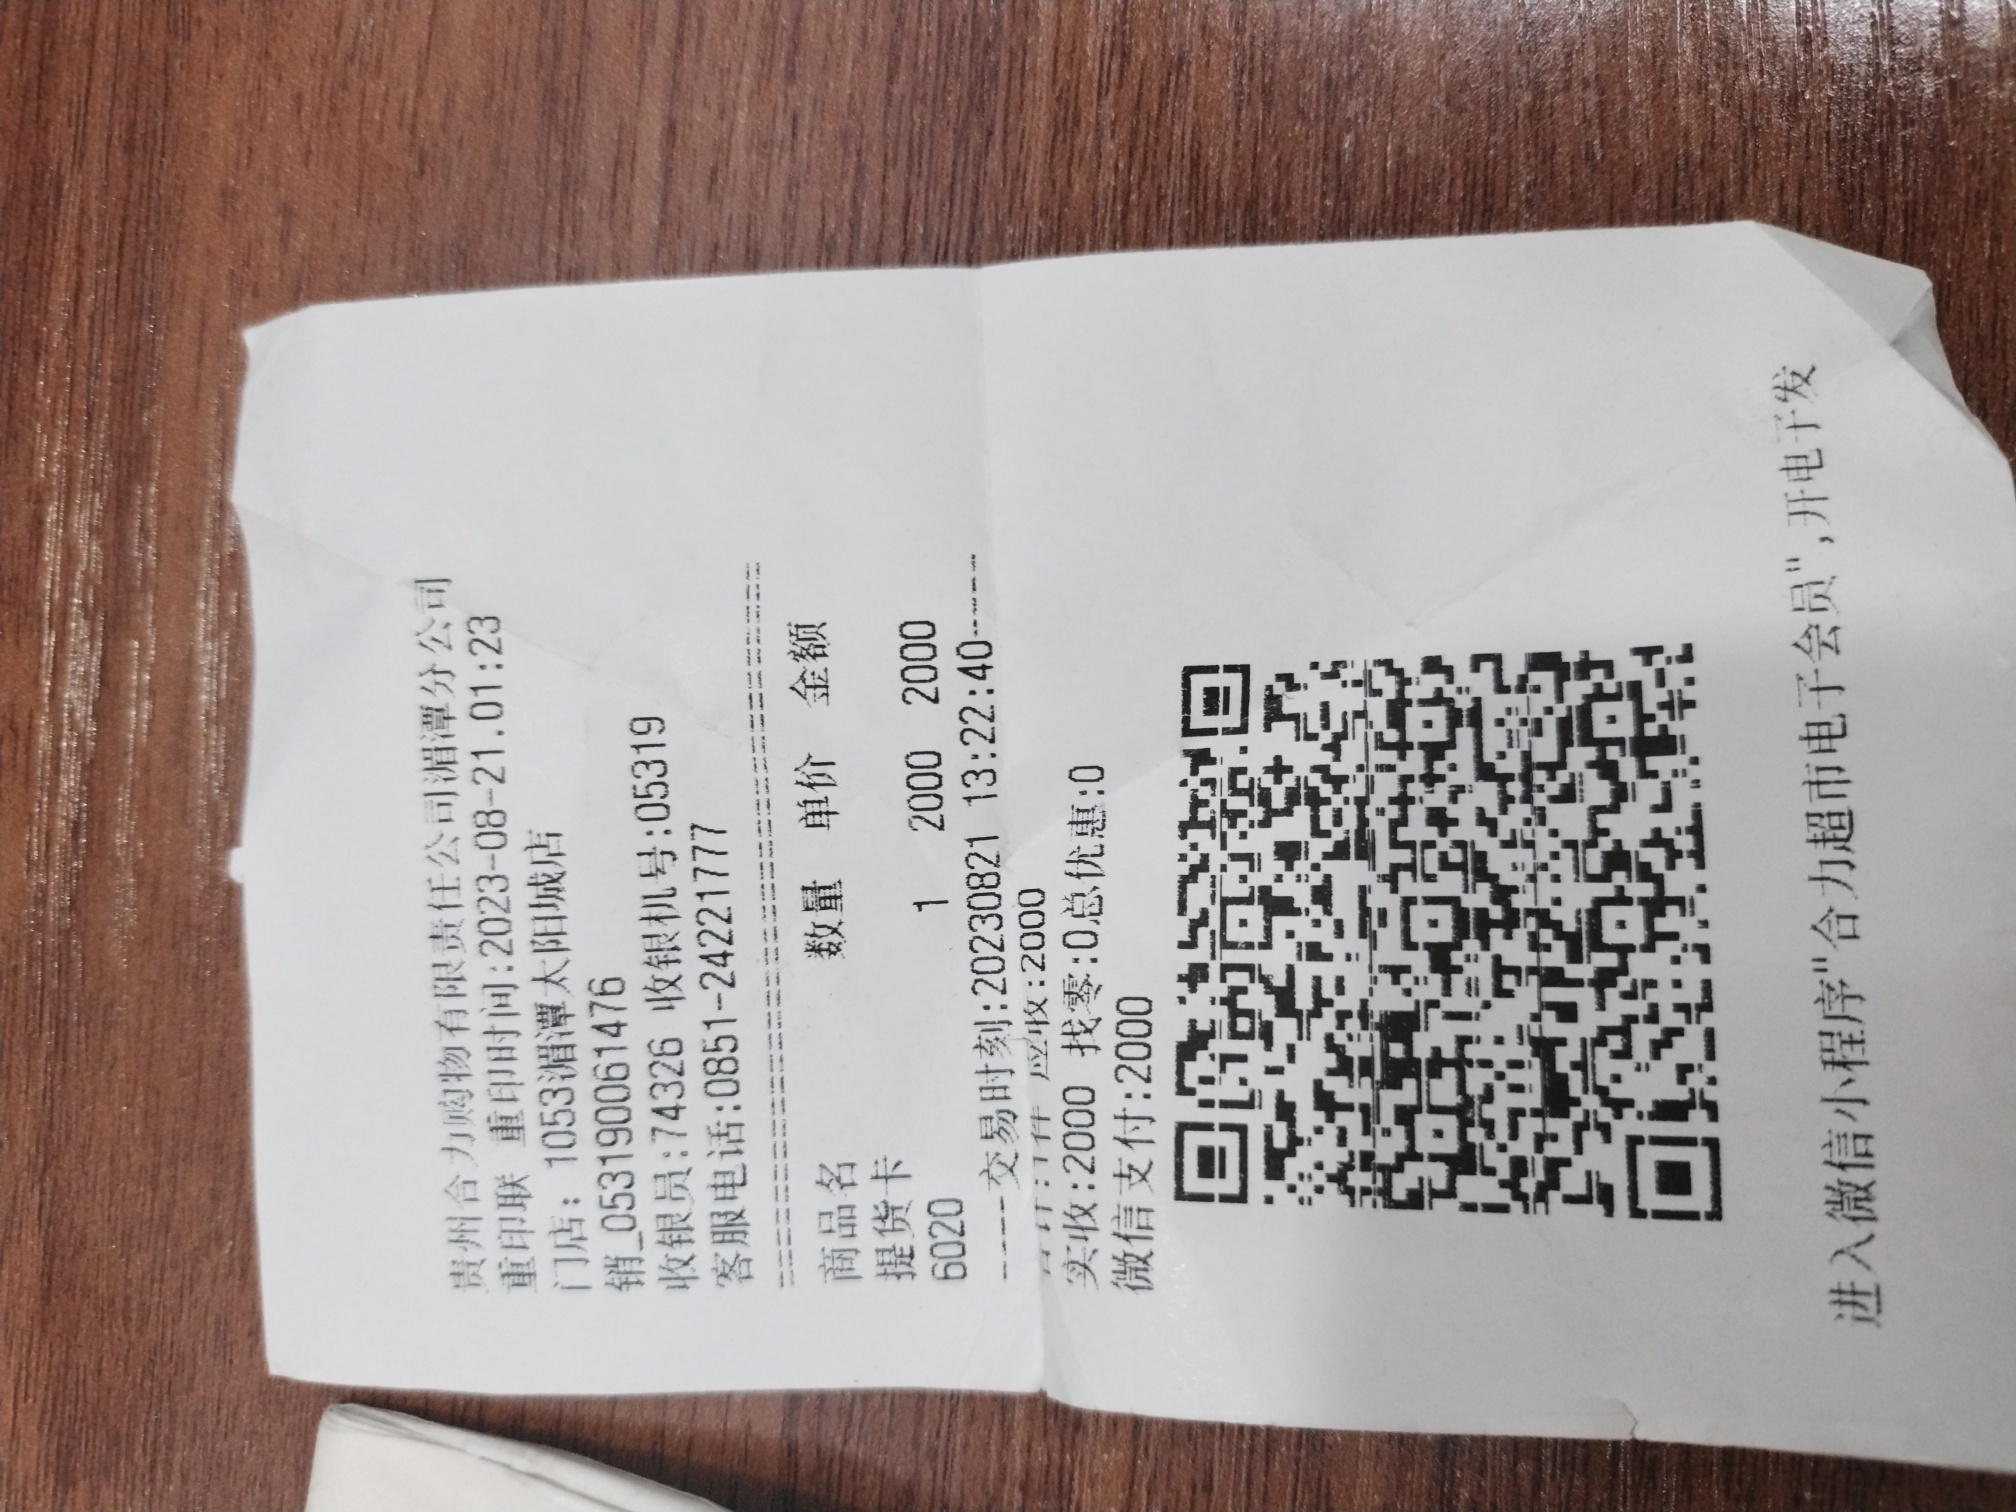 贵州合力购物有限责任公司湄潭分公司
重印联 重印时间:2023-08-21.01:23
门店: 1053湄潭太阳城店
销_053190061476
收银员:74326 收银机号:05319
客服电话:0851-24221777
商品名 数量 单价 金额
提货卡
6020 1 2000 2000
----交易时刻:20230821 13:22:40-----
合计:1件 应收:2000
实收:2000 找零:0总优惠:0
微信支付:2000
进入微信小程序"合力超市电子会员",开电子发